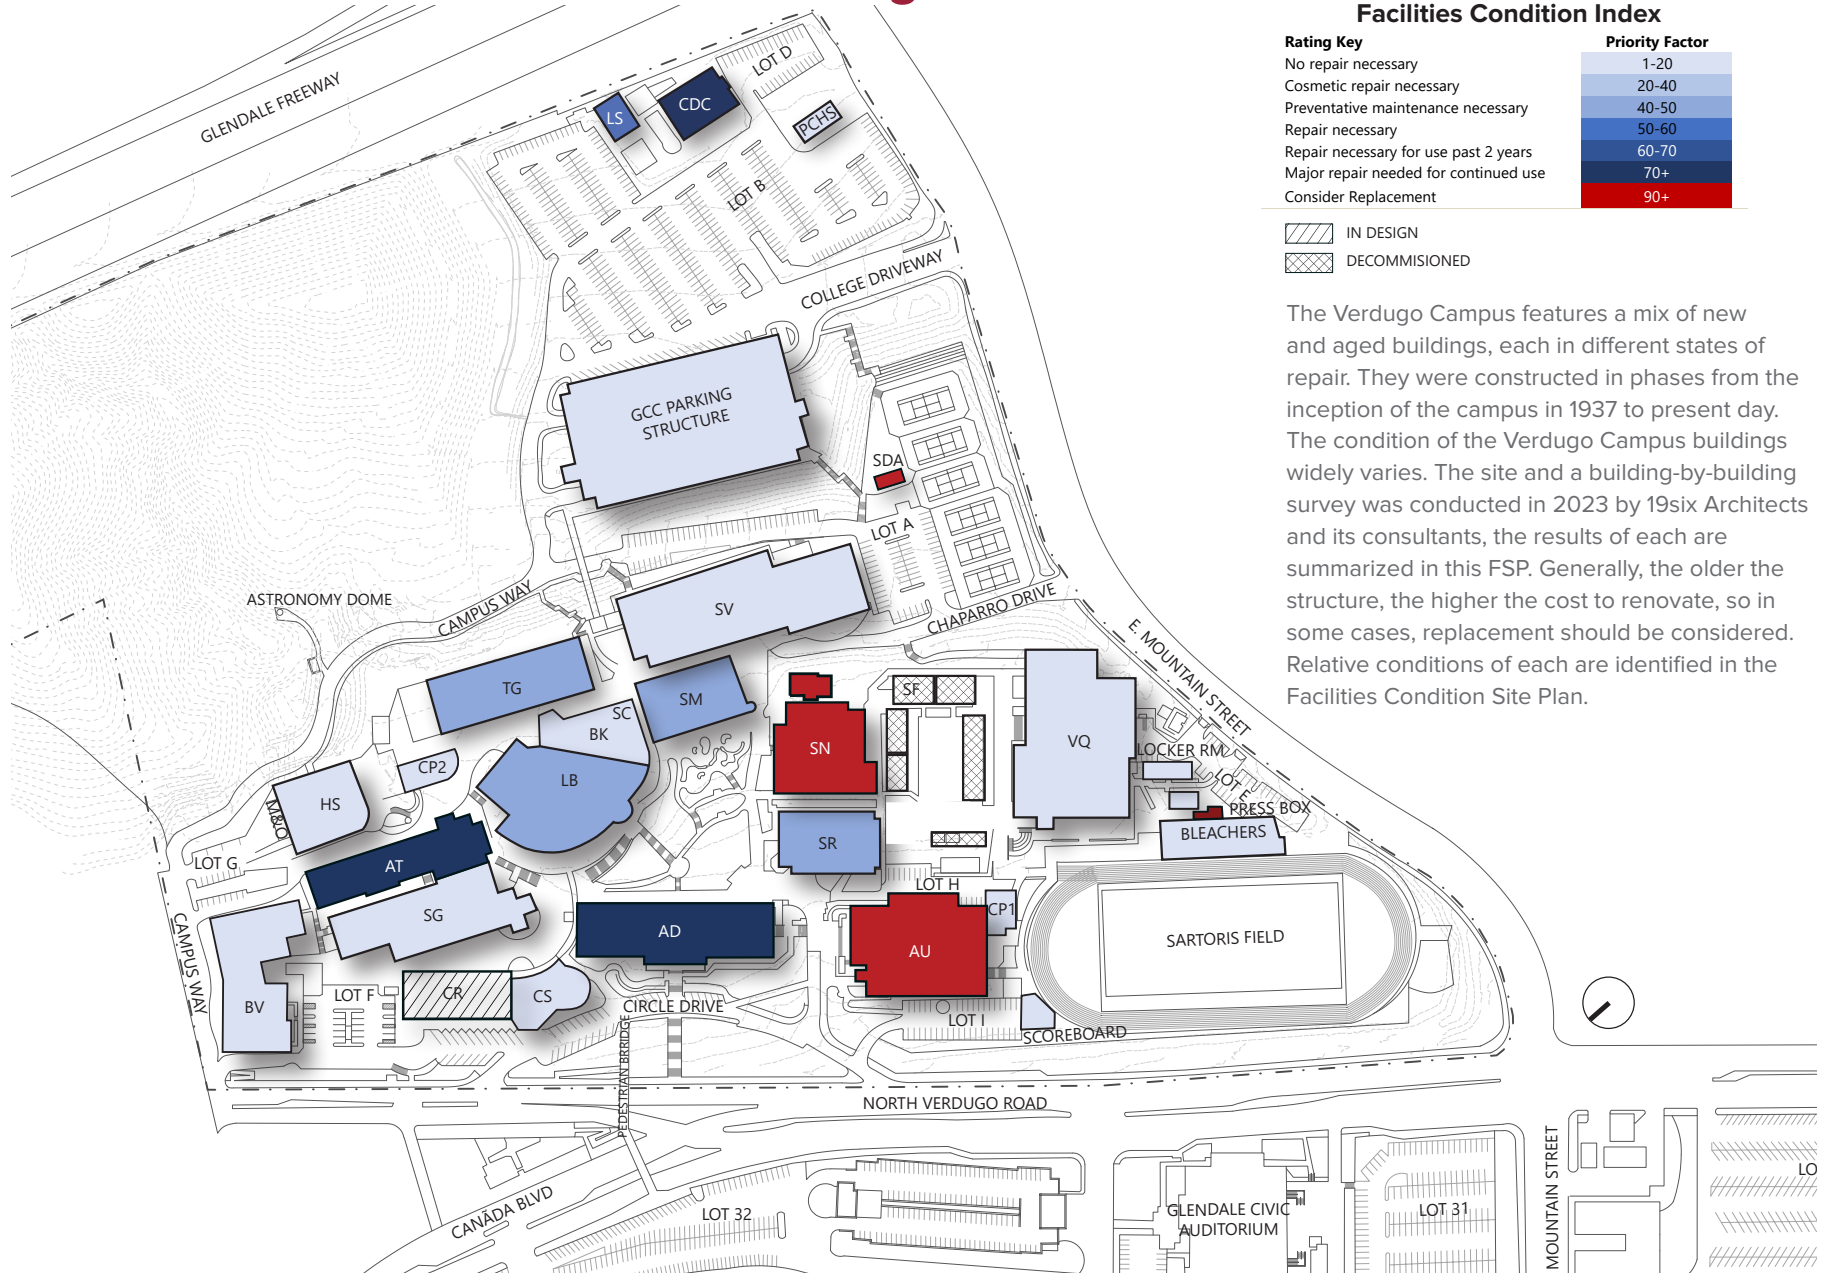 Facilities Condition Index
Rating Key Priority Factor
No repair necessary 1-20
Cosmetic repair necessary 20-40
Preventative maintenance necessary 40-50
Repair necessary 50-60
Repair necessary for use past 2 years 60-70
Major repair needed for continued use 70+
Consider Replacement 90+
IN DESIGN
DECOMMISIONED
The Verdugo Campus features a mix of new
and aged buildings, each in different states of
repair. They were constructed in phases from the
inception of the campus in 1937 to present day.
The condition of the Verdugo Campus buildings
widely varies. The site and a building-by-building
survey was conducted in 2023 by 19six Architects
and its consultants, the results of each are
summarized in this FSP. Generally, the older the
structure, the higher the cost to renovate, so in
some cases, replacement should be considered.
Relative conditions of each are identified in the
Facilities Condition Site Plan.
GLENDALE FREEWAY
LOT D
CDC
LS
PCHS
LOT B
COLLEGE DRIVEWAY
GCC PARKING
STRUCTURE
SDA
LOT A
ASTRONOMY DOME
CAMPUS WAY
SV
CHAPARRO DRIVE
E. MOUNTAIN STREET
TG
SM
SF
SC
BK
SN
VQ
LOCKER RM
CP2
LB
LOT E
HS
M&O
PRESS BOX
BLEACHERS
SR
LOT G
AT
LOT H
SG
CP1
CAMPUS WAY
AD
SARTORIS FIELD
AU
BV
LOT F
CR
CS
CIRCLE DRIVE
LOT I
SCOREBOARD
PEDESTRIAN BRRIDGE
NORTH VERDUGO ROAD
CANÃDA BLVD
LOT 32
GLENDALE CIVIC
AUDITORIUM
LOT 31
MOUNTAIN STREET
LO